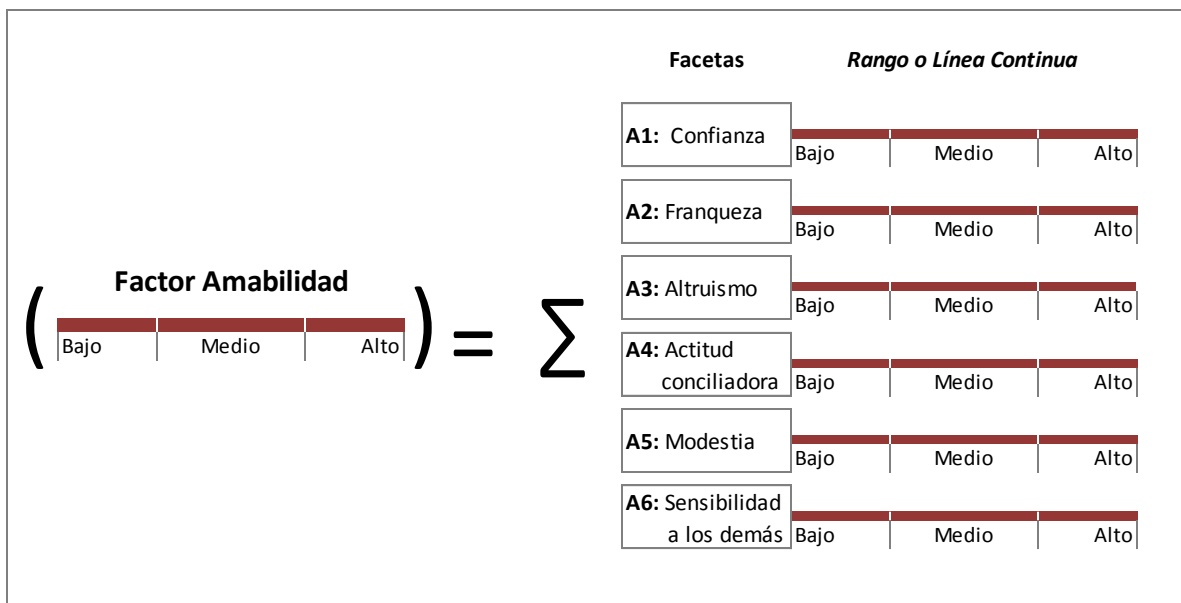 Facetas Rango o Línea Continua
A1: Confianza
Bajo Medio Alto
A2: Franqueza
Bajo Medio Alto
Factor Amabilidad
( Bajo Medio Alto ) = ∑
A3: Altruismo
Bajo Medio Alto
A4: Actitud
conciliadora
Bajo Medio Alto
A5: Modestia
Bajo Medio Alto
A6: Sensibilidad
a los demás
Bajo Medio Alto